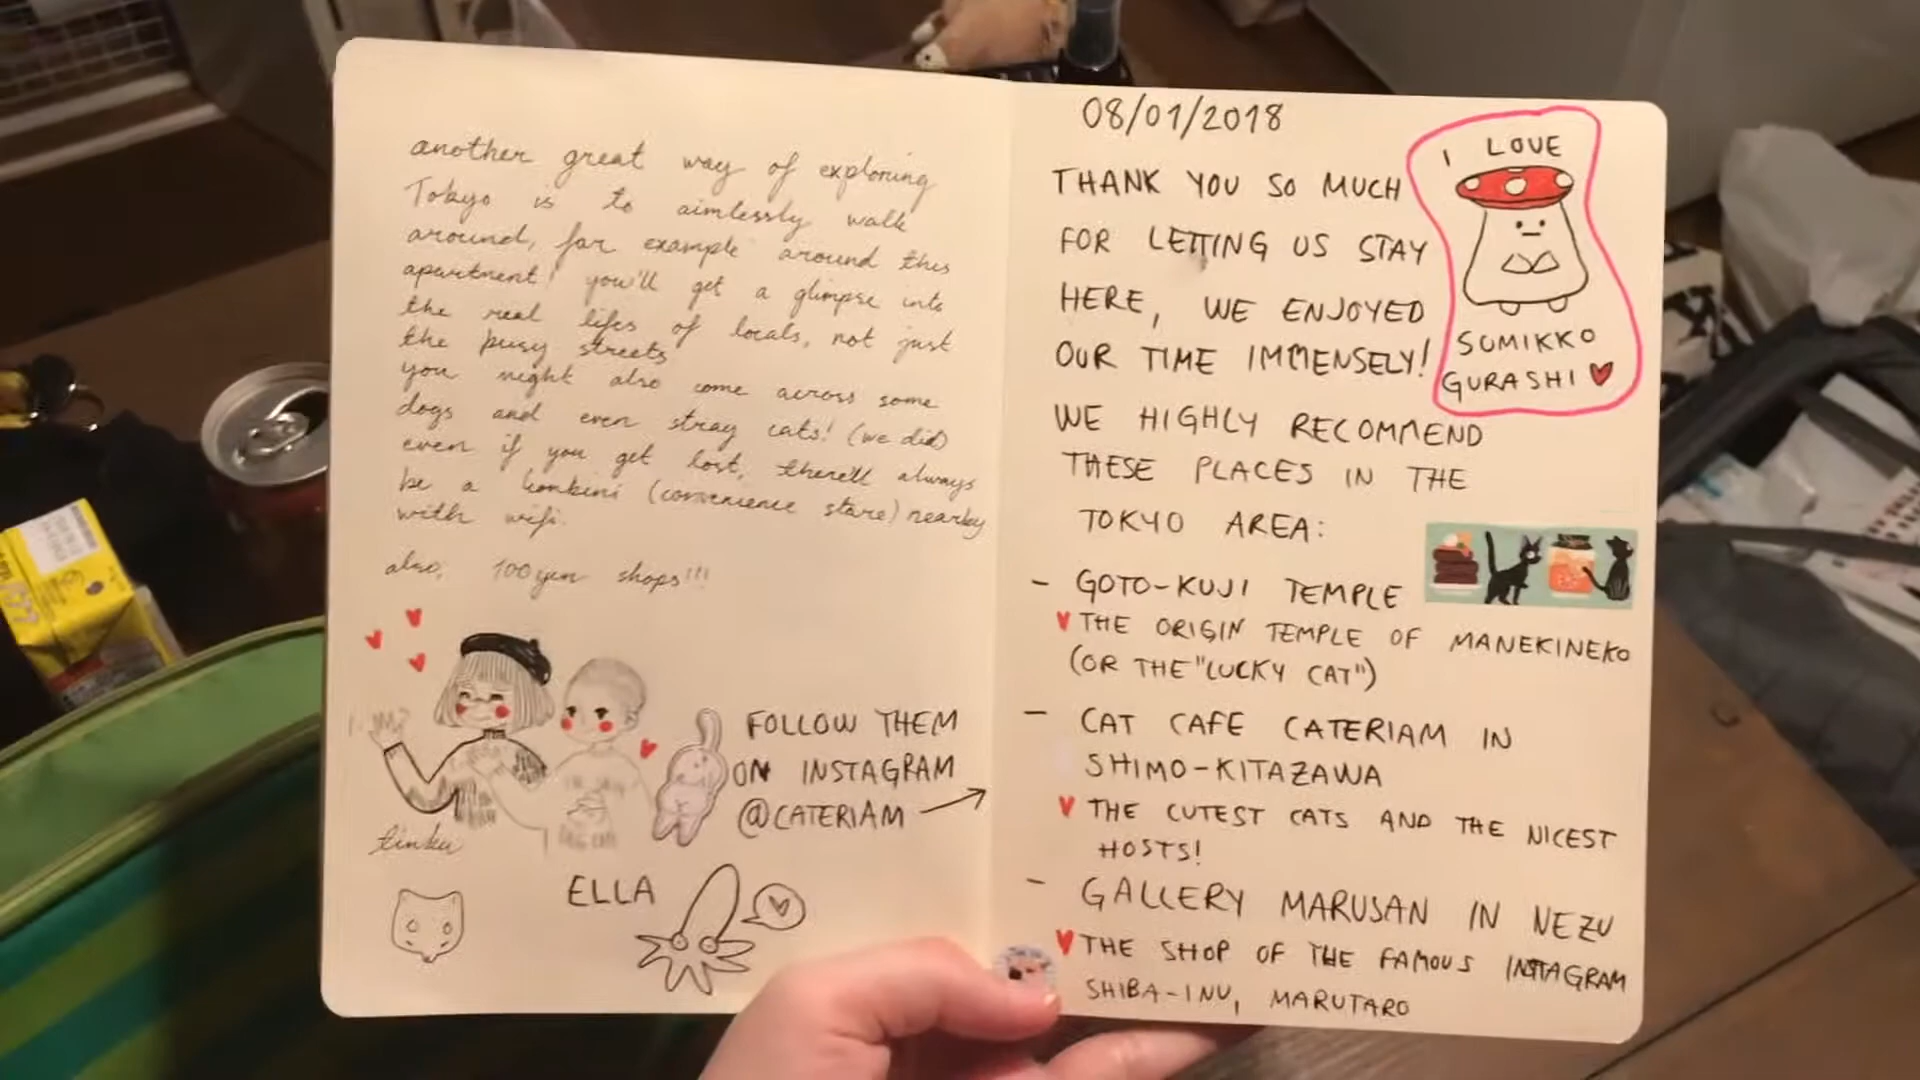 another great way of exploring
Tokyo is to aimlessly walk
around, for example around this
apartment! you'll get a glimpse into
the real lifes of locals, not just
the busy streets
you might also come across some
dogs and even stray cats! (we did)
even if you get lost, there'll always
be a konbini (convenience store) nearby
with wifi.
also, 100yen shops!!!
FOLLOW THEM
ON INSTAGRAM
@CATERIAM
ELLA
08/01/2018
THANK YOU SO MUCH
FOR LETTING US STAY
HERE, WE ENJOYED
OUR TIME IMMENSELY!
I LOVE
SUMIKKO
GURASHI
WE HIGHLY RECOMMEND
THESE PLACES IN THE
TOKYO AREA:
- GOTO-KUJI TEMPLE
THE ORIGIN TEMPLE OF MANEKINEKO
(OR THE "LUCKY CAT")
- CAT CAFE CATERIAM IN
SHIMO-KITAZAWA
THE CUTEST CATS AND THE NICEST
HOSTS!
- GALLERY MARUSAN IN NEZU
THE SHOP OF THE FAMOUS INSTAGRAM
SHIBA-INU, MARUTARO